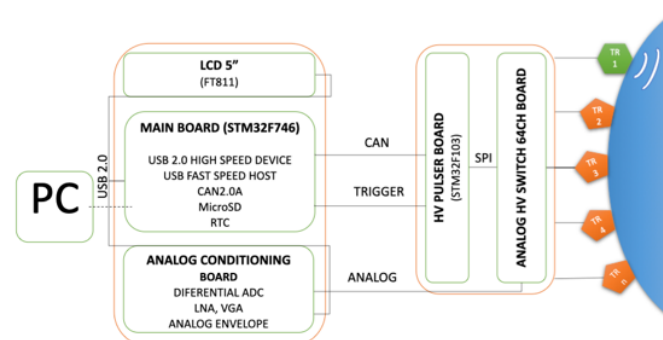 LCD 5”
(FT811)
MAIN BOARD (STM32F746)
USB 2.0 HIGH SPEED DEVICE
USB FAST SPEED HOST
CAN2.0A
MicroSD
RTC
PC
USB 2.0
ANALOG CONDITIONING
BOARD
DIFERENTIAL ADC
LNA, VGA
ANALOG ENVELOPE
CAN
TRIGGER
ANALOG
HV PULSER BOARD
(STM32F103)
SPI
ANALOG HV SWITCH 64CH BOARD
TR
1
TR
2
TR
3
TR
4
TR
n